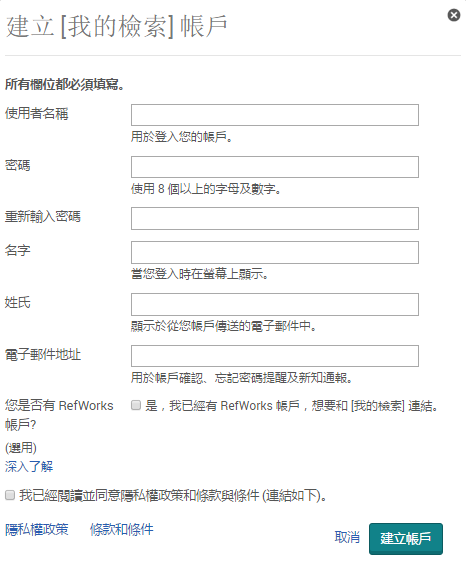 建立 [我的檢索] 帳戶
所有欄位都必須填寫。
使用者名稱
用於登入您的帳戶。
密碼
使用 8 個以上的字母及數字。
重新輸入密碼
名字
當您登入時在螢幕上顯示。
姓氏
顯示於從您帳戶傳送的電子郵件中。
電子郵件地址
用於帳戶確認、忘記密碼提醒及新知通報。
您是否有 RefWorks
帳戶?
是，我已經有 RefWorks 帳戶，想要和 [我的檢索] 連結。
(選用)
深入了解
我已經閱讀並同意隱私權政策和條款與條件 (連結如下)。
隱私權政策 條款和條件
取消 建立帳戶